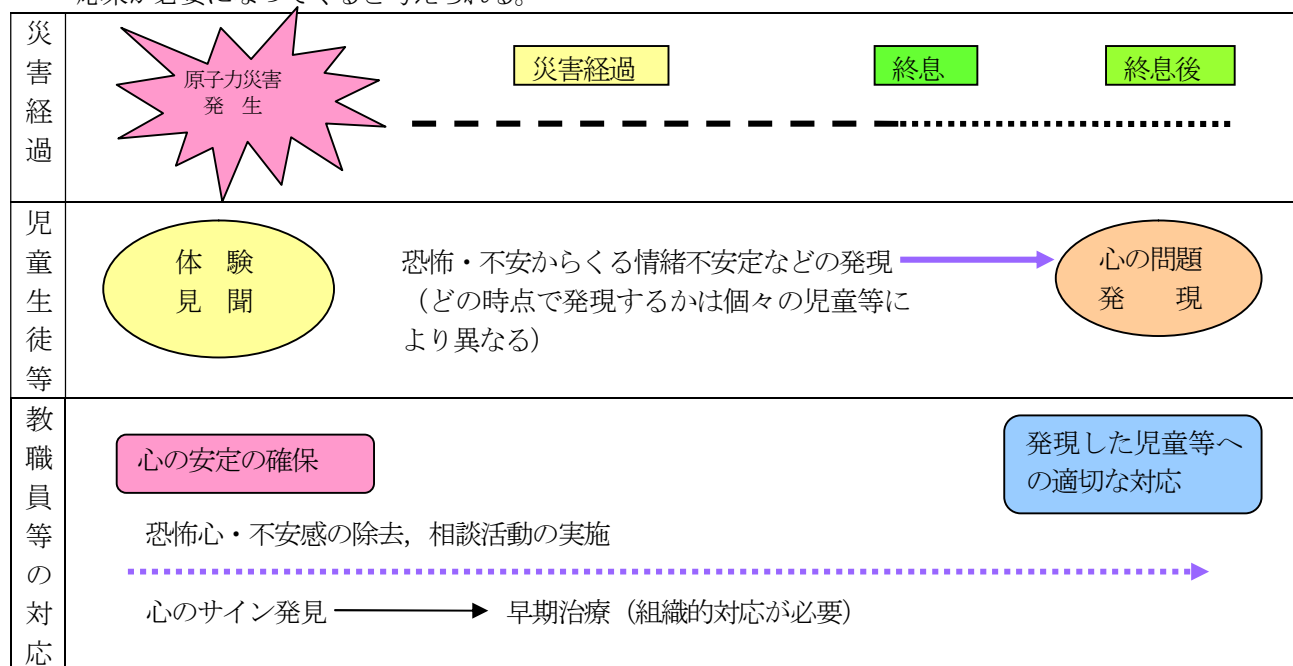 災害経過
原子力災害
発 生
災害経過
終息
終息後
児童生徒等
体 験
見 聞
恐怖・不安からくる情緒不安定などの発現
（どの時点で発現するかは個々の児童等に
より異なる）
心の問題
発 現
教職員等の対応
心の安定の確保
発現した児童等へ
の適切な対応
恐怖心・不安感の除去，相談活動の実施
心のサイン発見
早期治療（組織的対応が必要）